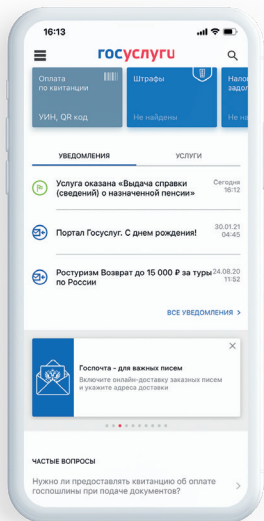 16:13
госуслуги
Оплата
по квитанции
УИН, QR код
Штрафы
Не найдены
Нало
задол
Не на
УВЕДОМЛЕНИЯ
УСЛУГИ
Услуга оказана «Выдача справки
(сведений) о назначенной пенсии»
Сегодня
16:12
Портал Госуслуг. С днем рождения!
30.01.21
04:45
Ростуризм Возврат до 15 000 ₽ за туры
по России
24.08.20
11:52
ВСЕ УВЕДОМЛЕНИЯ >
Госпочта - для важных писем
Включите онлайн-доставку заказных писем
и укажите адреса доставки
ЧАСТЫЕ ВОПРОСЫ
Нужно ли предоставлять квитанцию об оплате
госпошлины при подаче документов?